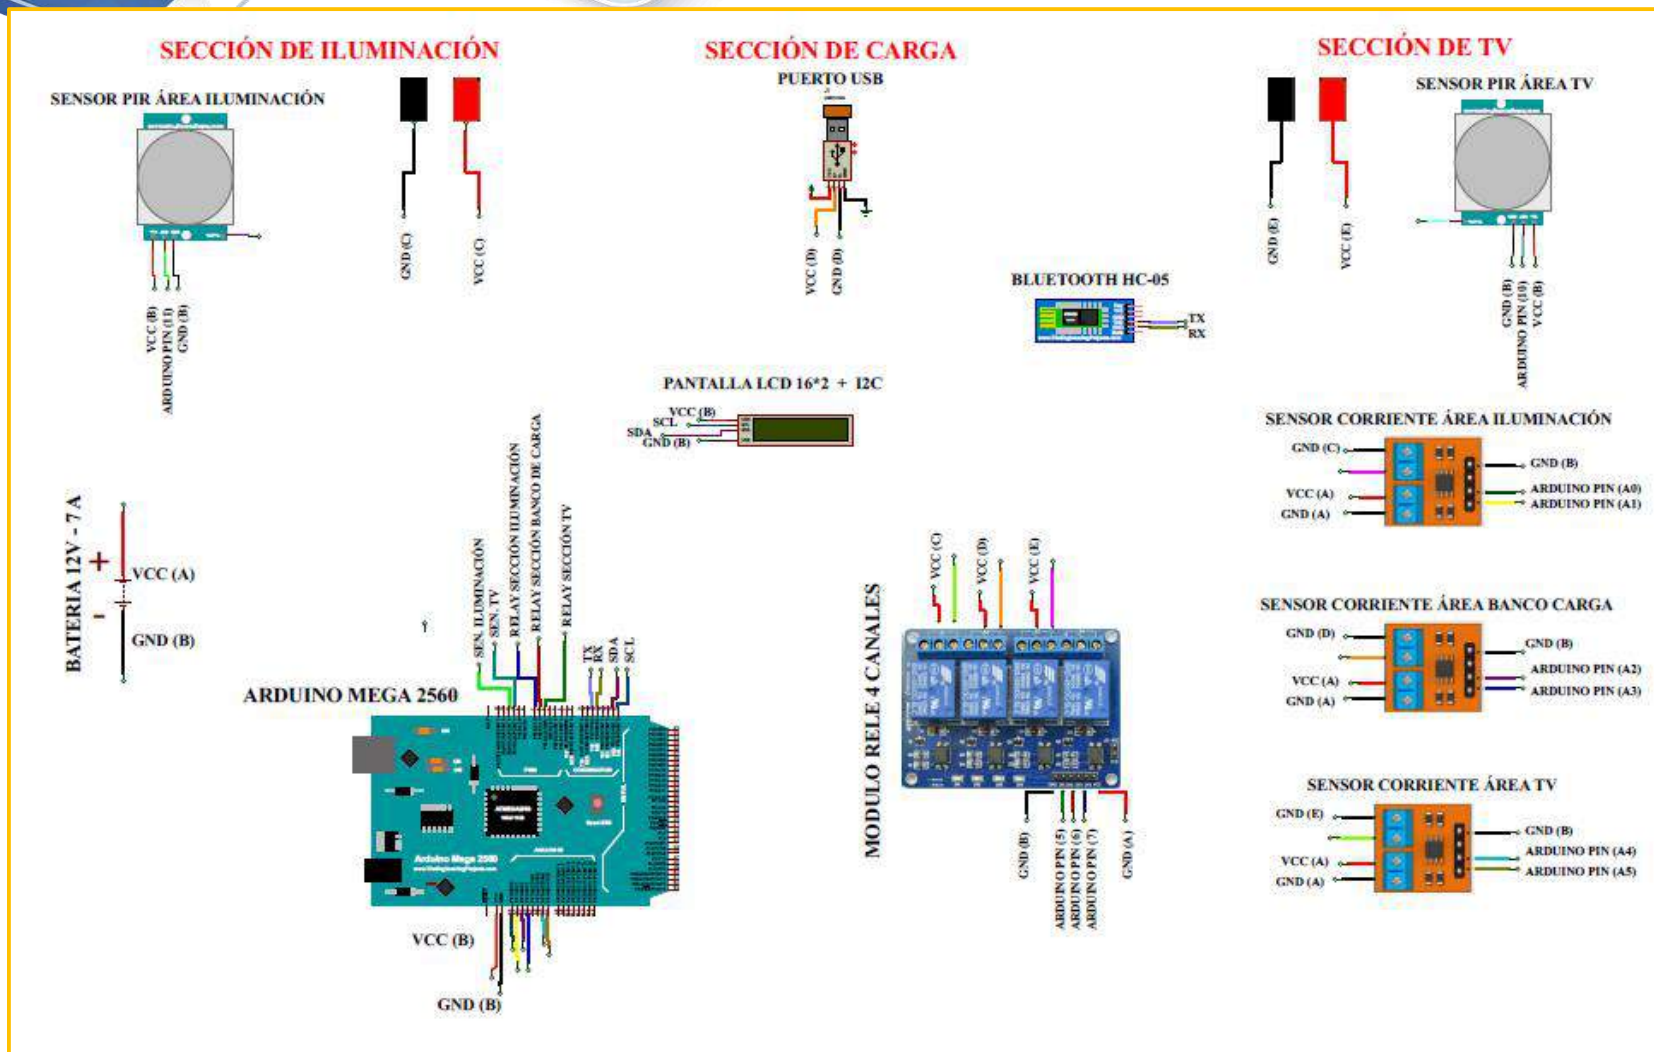 SECCIÓN DE ILUMINACIÓN
SENSOR PIR ÁREA ILUMINACIÓN
VCC (B)
ARDUINO PIN (11)
GND (B)
GND (C)
VCC (C)
SECCIÓN DE CARGA
PUERTO USB
VCC (D)
GND (D)
SECCIÓN DE TV
SENSOR PIR ÁREA TV
GND (E)
VCC (E)
GND (B)
ARDUINO PIN (10)
VCC (B)
BLUETOOTH HC-05
TX
RX
PANTALLA LCD 16*2 + I2C
VCC (B)
SCL
SDA
GND (B)
SENSOR CORRIENTE ÁREA ILUMINACIÓN
GND (C)
VCC (A)
GND (A)
GND (B)
ARDUINO PIN (A0)
ARDUINO PIN (A1)
BATERIA 12V - 7 A
+
VCC (A)
-
GND (B)
SEN. ILUMINACIÓN
SEN. TV
RELAY SECCIÓN ILUMINACIÓN
RELAY SECCIÓN BANCO DE CARGA
RELAY SECCIÓN TV
TX
RX
SDA
SCL
ARDUINO MEGA 2560
Arduino Mega 2560
VCC (B)
GND (B)
MODULO RELE 4 CANALES
VCC (C)
VCC (D)
VCC (E)
GND (B)
ARDUINO PIN (5)
ARDUINO PIN (6)
ARDUINO PIN (7)
GND (A)
SENSOR CORRIENTE ÁREA BANCO CARGA
GND (D)
VCC (A)
GND (A)
GND (B)
ARDUINO PIN (A2)
ARDUINO PIN (A3)
SENSOR CORRIENTE ÁREA TV
GND (E)
VCC (A)
GND (A)
GND (B)
ARDUINO PIN (A4)
ARDUINO PIN (A5)